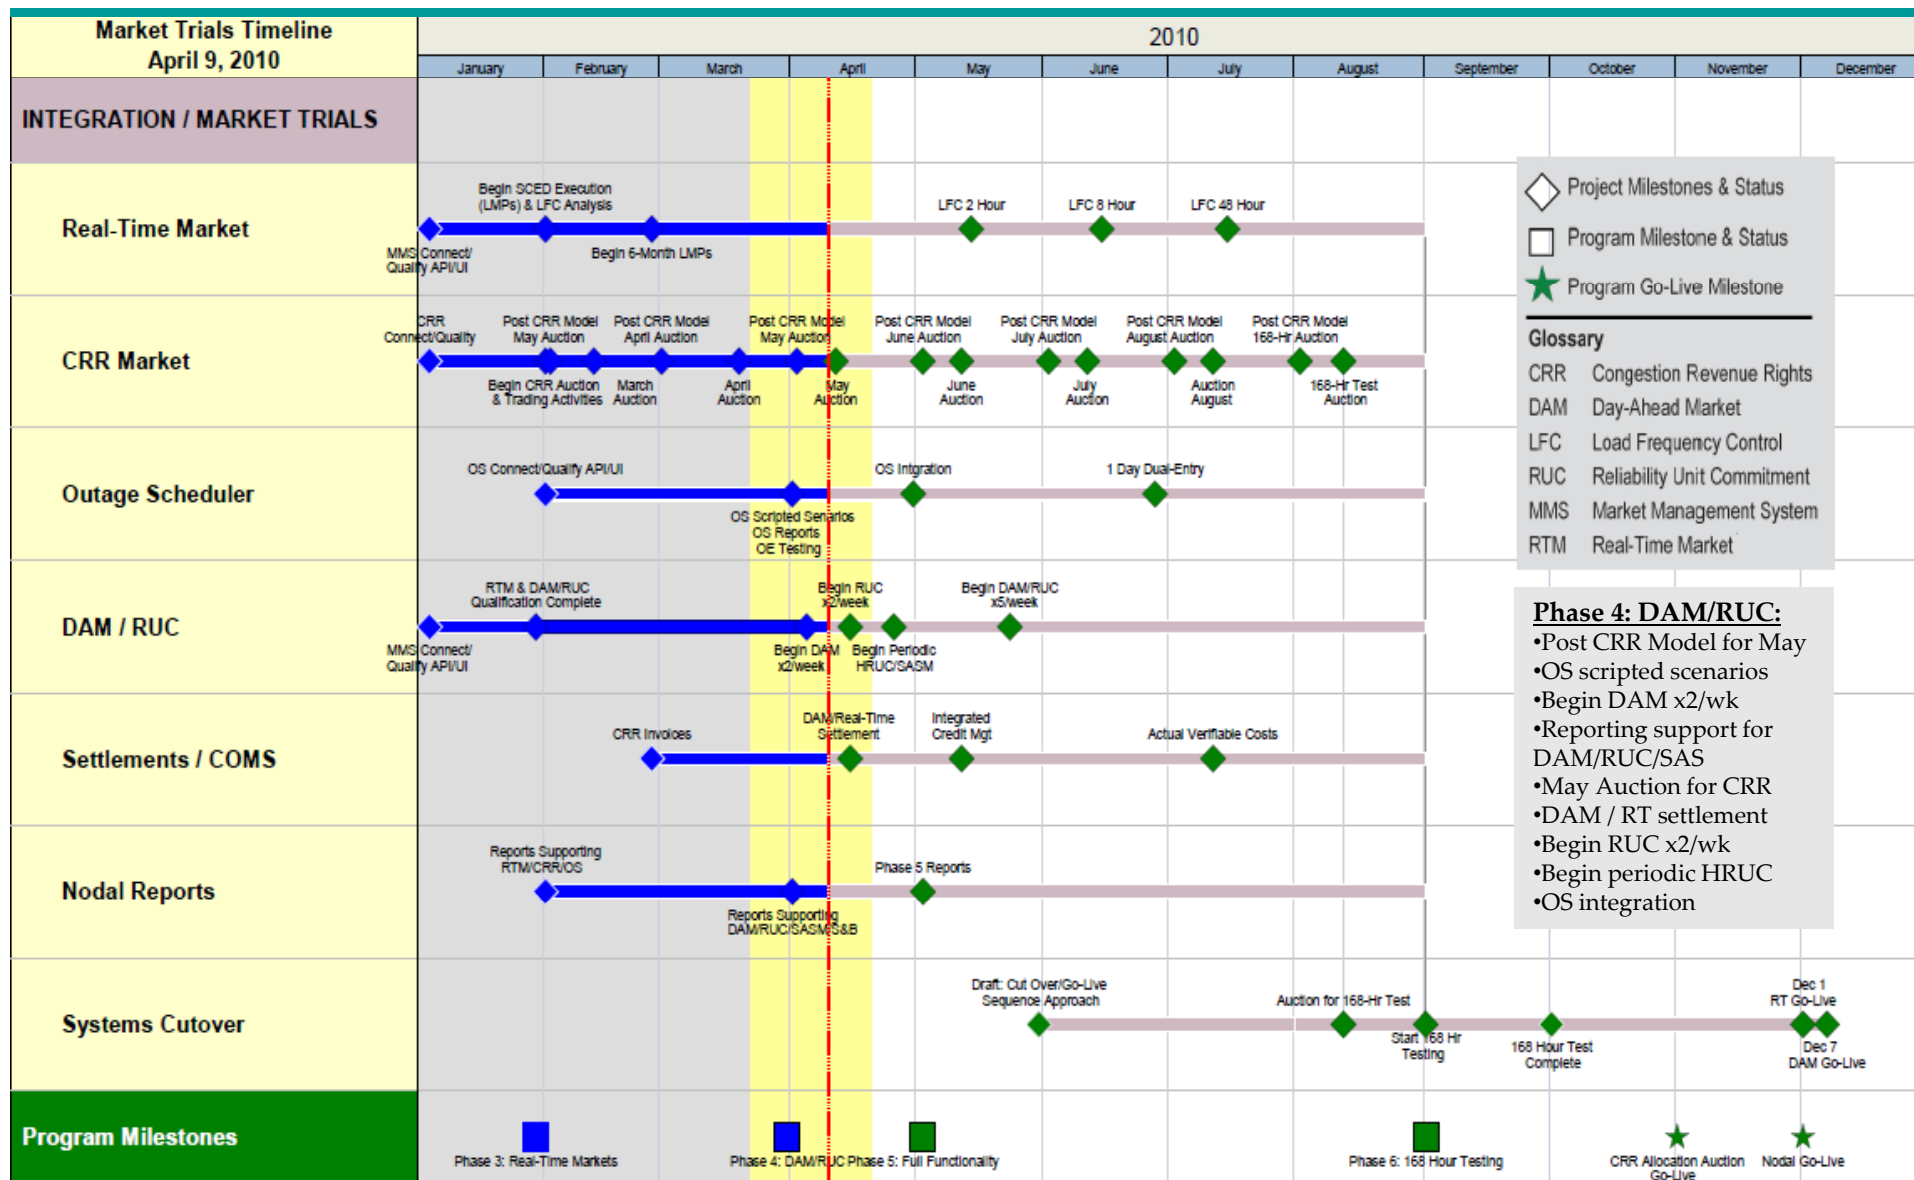 Market Trials Timeline
April 9, 2010
2010
January February March April May June July August September October November December
INTEGRATION / MARKET TRIALS
Real-Time Market
Begin SCED Execution
(LMPs) & LFC Analysis
LFC 2 Hour
LFC 8 Hour
LFC 48 Hour
MMS Connect/
Qualify API/UI
Begin 6-Month LMPs
CRR Market
CRR
Connect/Quality
Post CRR Model
May Auction
Post CRR Model
April Auction
Post CRR Model
May Auction
Post CRR Model
June Auction
Post CRR Model
July Auction
Post CRR Model
August Auction
Post CRR Model
168-Hr Auction
Begin CRR Auction
& Trading Activities
March
Auction
April
Auction
May
Auction
June
Auction
July
Auction
Auction
August
168-Hr Test
Auction
Outage Scheduler
OS Connect/Qualify API/UI
OS Intgration
1 Day Dual-Entry
OS Scripted Senarios
OS Reports
OE Testing
DAM / RUC
RTM & DAM/RUC
Qualification Complete
Begin RUC
x2/week
Begin DAM/RUC
x5/week
MMS Connect/
Qualify API/UI
Begin DAM
x2/week
Begin Periodic
HRUC/SASM
Settlements / COMS
CRR Invoices
DAM/Real-Time
Settlement
Integrated
Credit Mgt
Actual Verifiable Costs
Nodal Reports
Reports Supporting
RTM/CRR/OS
Phase 5 Reports
Reports Supporting
DAM/RUC/SASM/S&B
Systems Cutover
Draft: Cut Over/Go-Live
Sequence Approach
Auction for 168-Hr Test
Start 168 Hr
Testing
168 Hour Test
Complete
Dec 1
RT Go-Live
Dec 7
DAM Go-Live
Program Milestones
Phase 3: Real-Time Markets
Phase 4: DAM/RUC
Phase 5: Full Functionality
Phase 6: 168 Hour Testing
CRR Allocation Auction
Go-Live
Nodal Go-Live
Project Milestones & Status
Program Milestone & Status
Program Go-Live Milestone
Glossary
CRR Congestion Revenue Rights
DAM Day-Ahead Market
LFC Load Frequency Control
RUC Reliability Unit Commitment
MMS Market Management System
RTM Real-Time Market
Phase 4: DAM/RUC:
•Post CRR Model for May
•OS scripted scenarios
•Begin DAM x2/wk
•Reporting support for
DAM/RUC/SAS
•May Auction for CRR
•DAM / RT settlement
•Begin RUC x2/wk
•Begin periodic HRUC
•OS integration